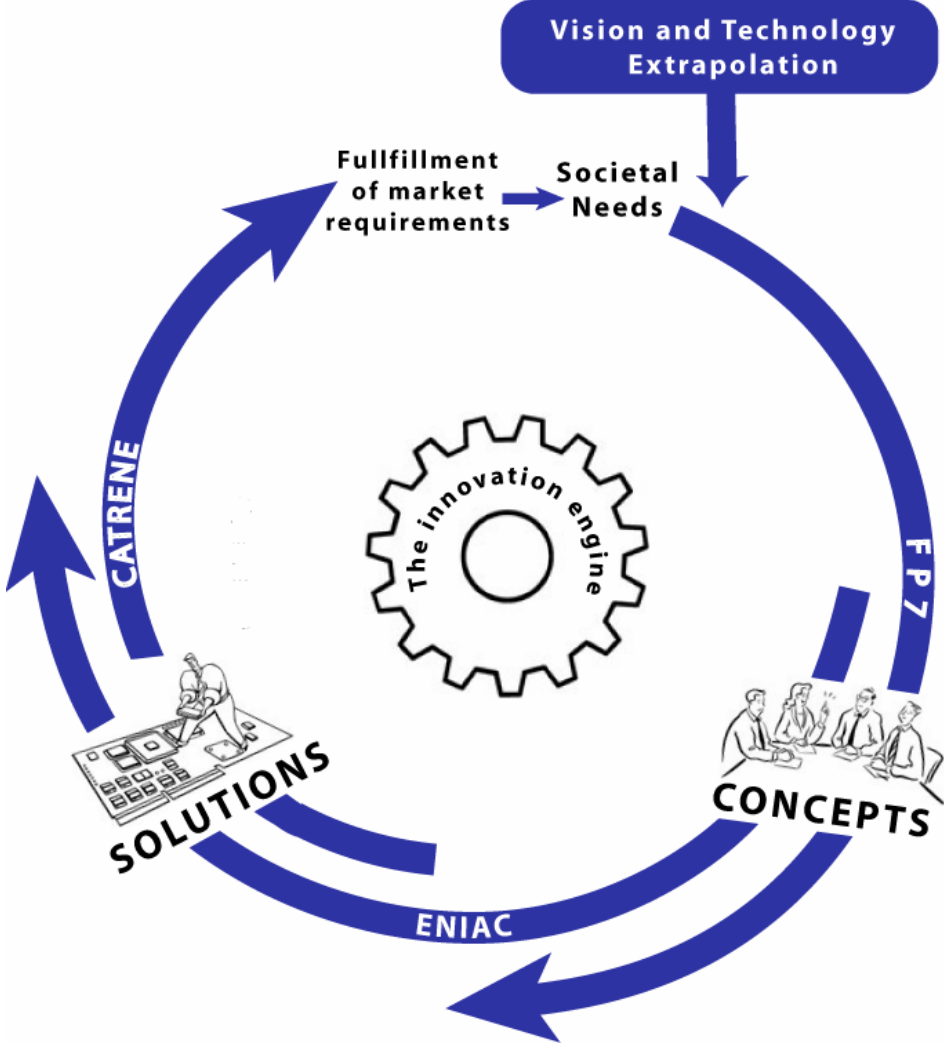 Vision and Technology
Extrapolation
Fullfillment
of market
requirements
Societal
Needs
CATRENE
The innovation engine
FP7
SOLUTIONS
CONCEPTS
ENIAC